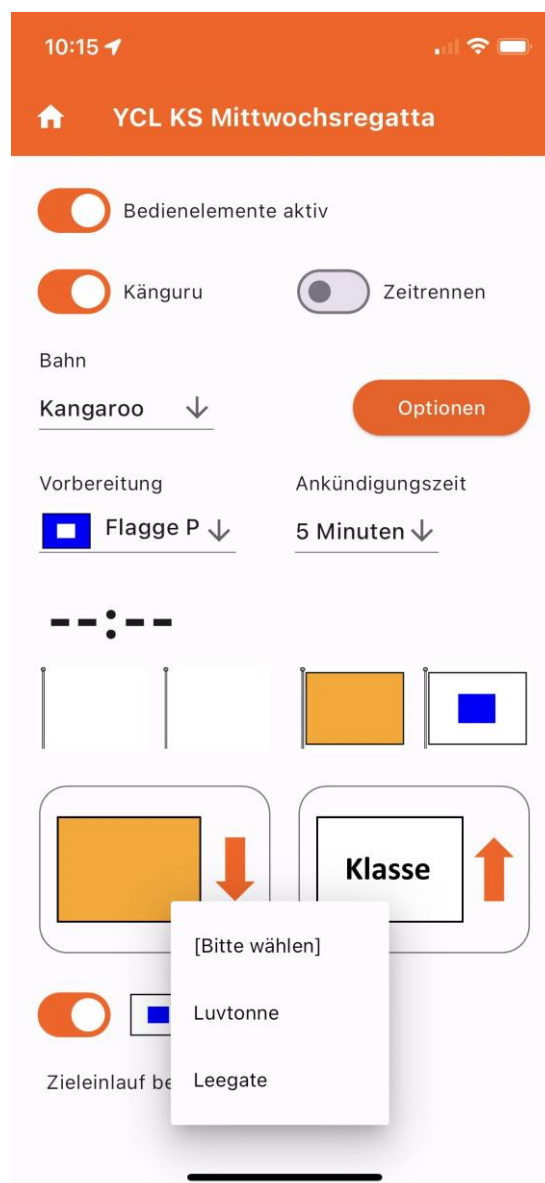 10:15
YCL KS Mittwochsregatta
Bedienelemente aktiv
Känguru
Zeitrennen
Bahn
Kangaroo
Optionen
Vorbereitung
Ankündigungszeit
Flagge P
5 Minuten
--:--
Klasse
[Bitte wählen]
Luvtonne
Zieleinlauf
Leegate